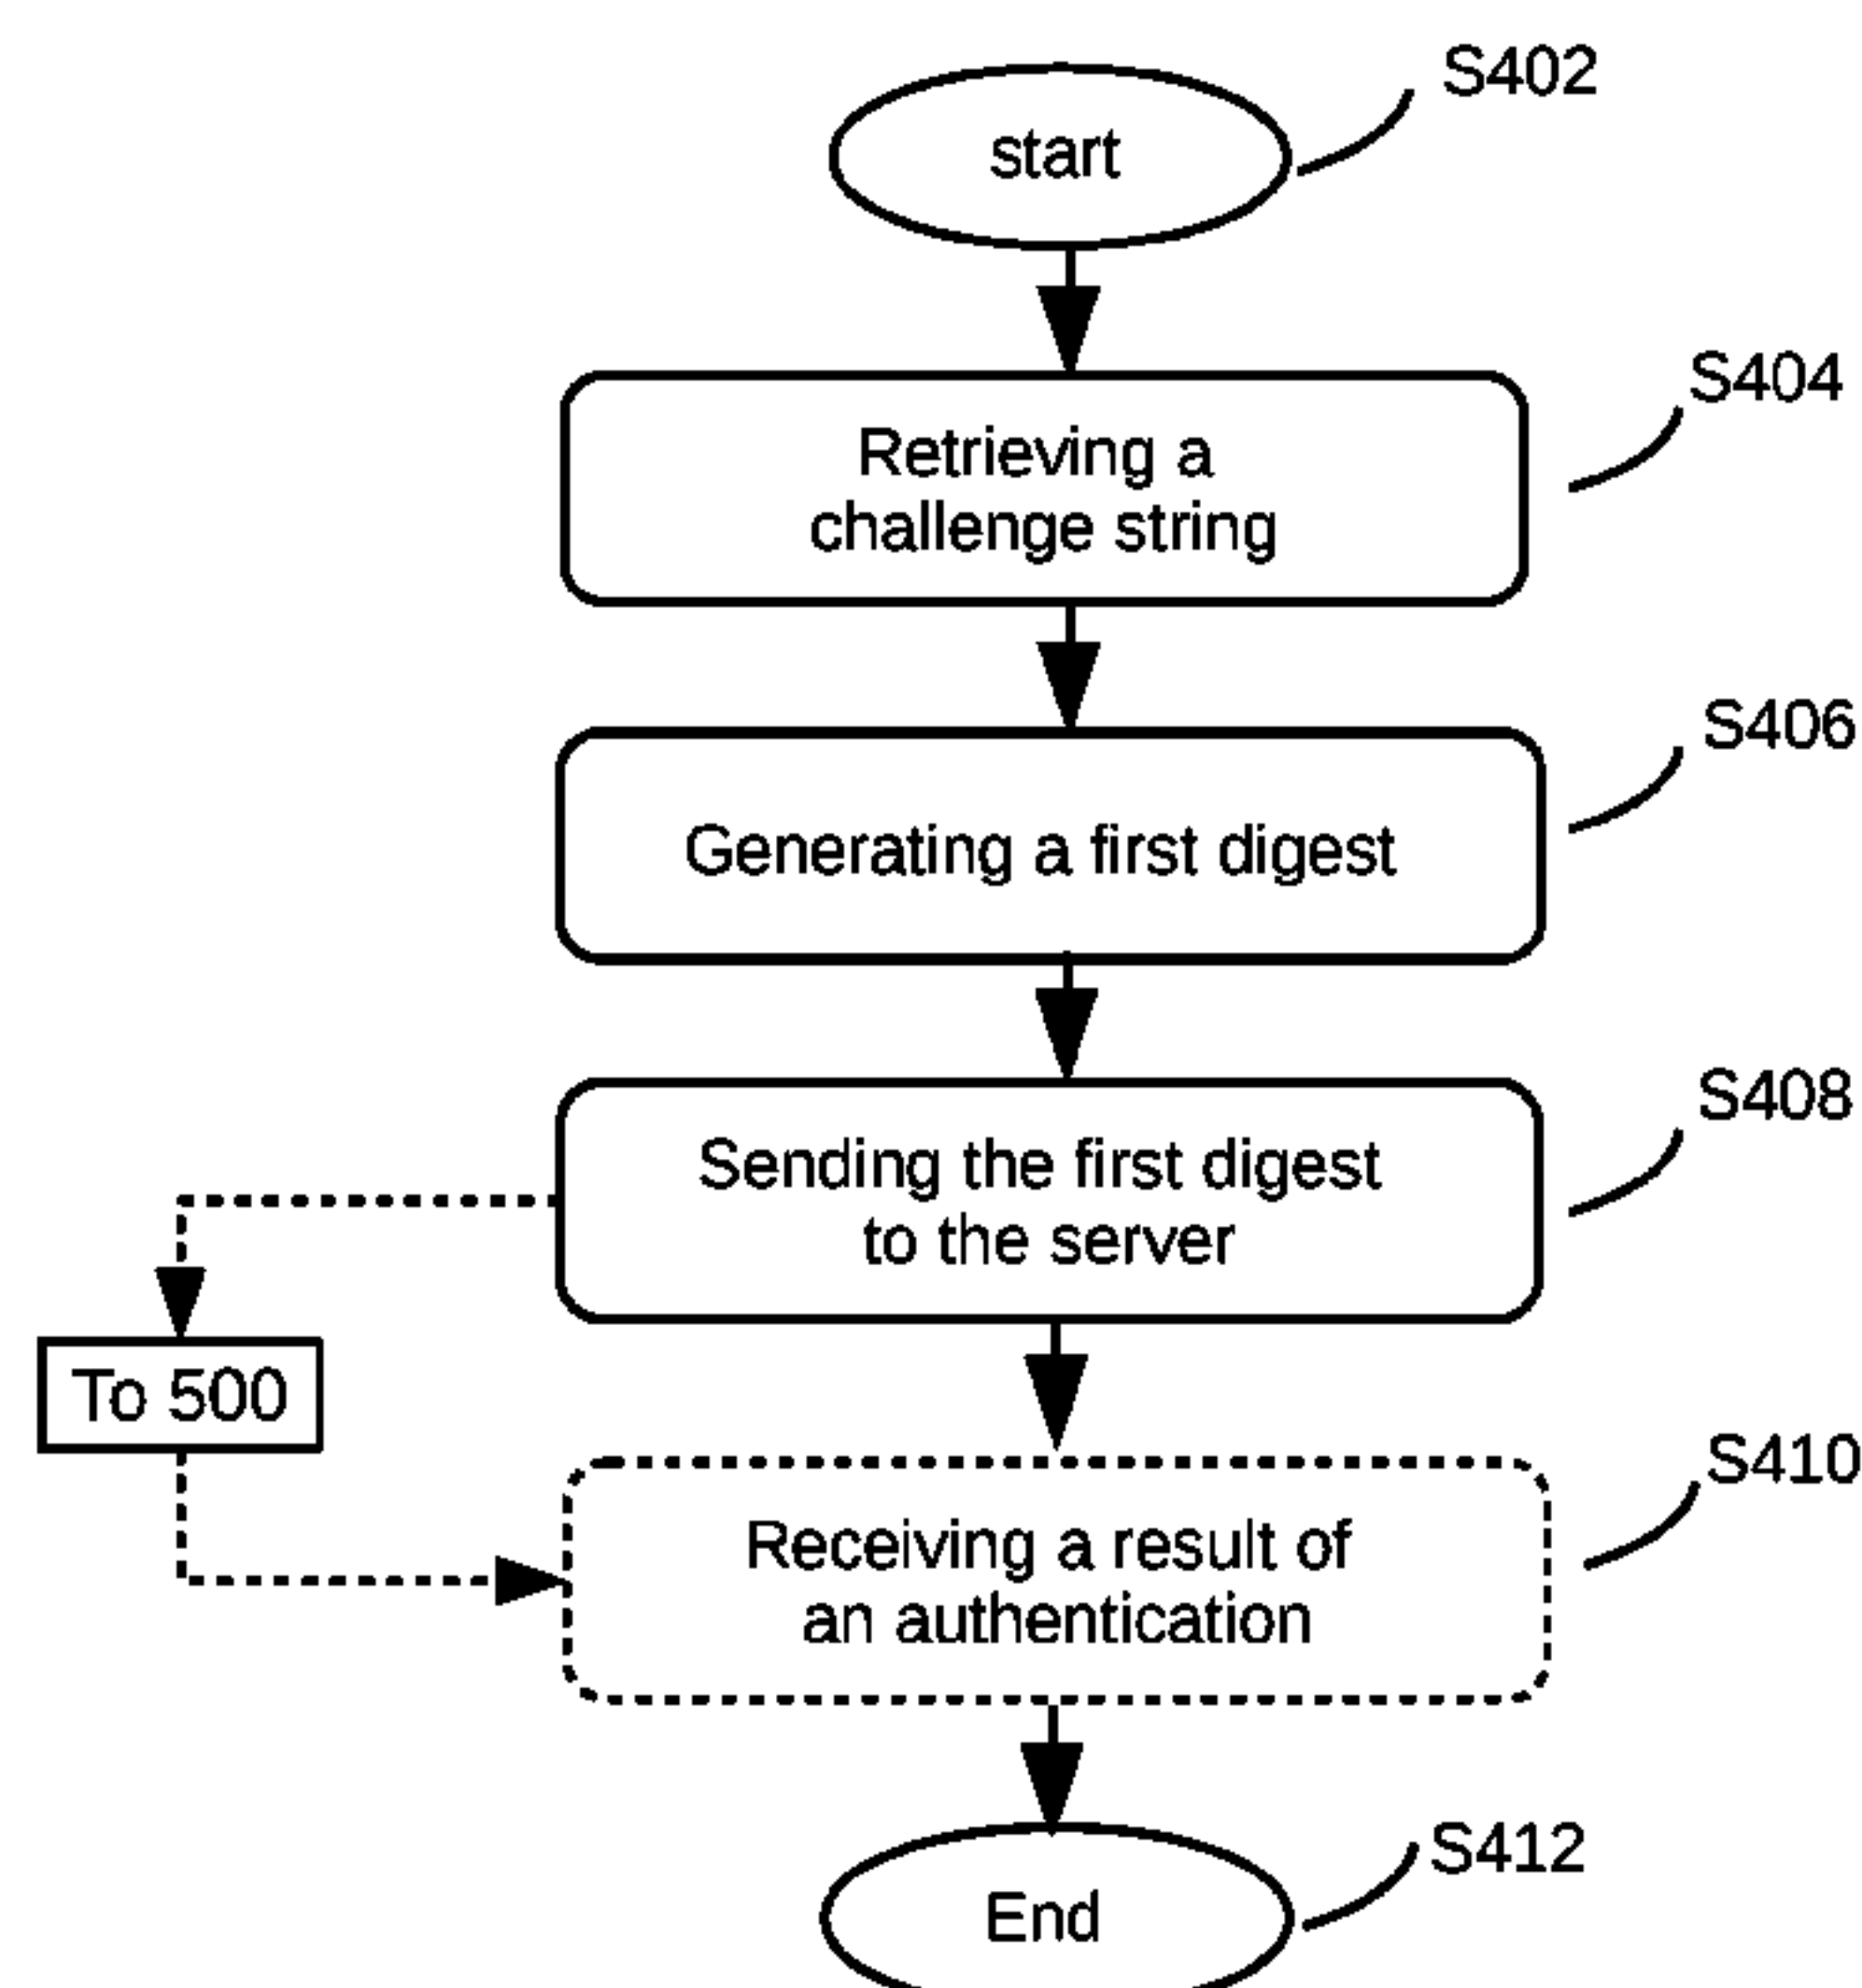 S402
start
S404
Retrieving a
challenge string
S406
Generating a first digest
S408
Sending the first digest
to the server
To 500
S410
Receiving a result of
an authentication
S412
End